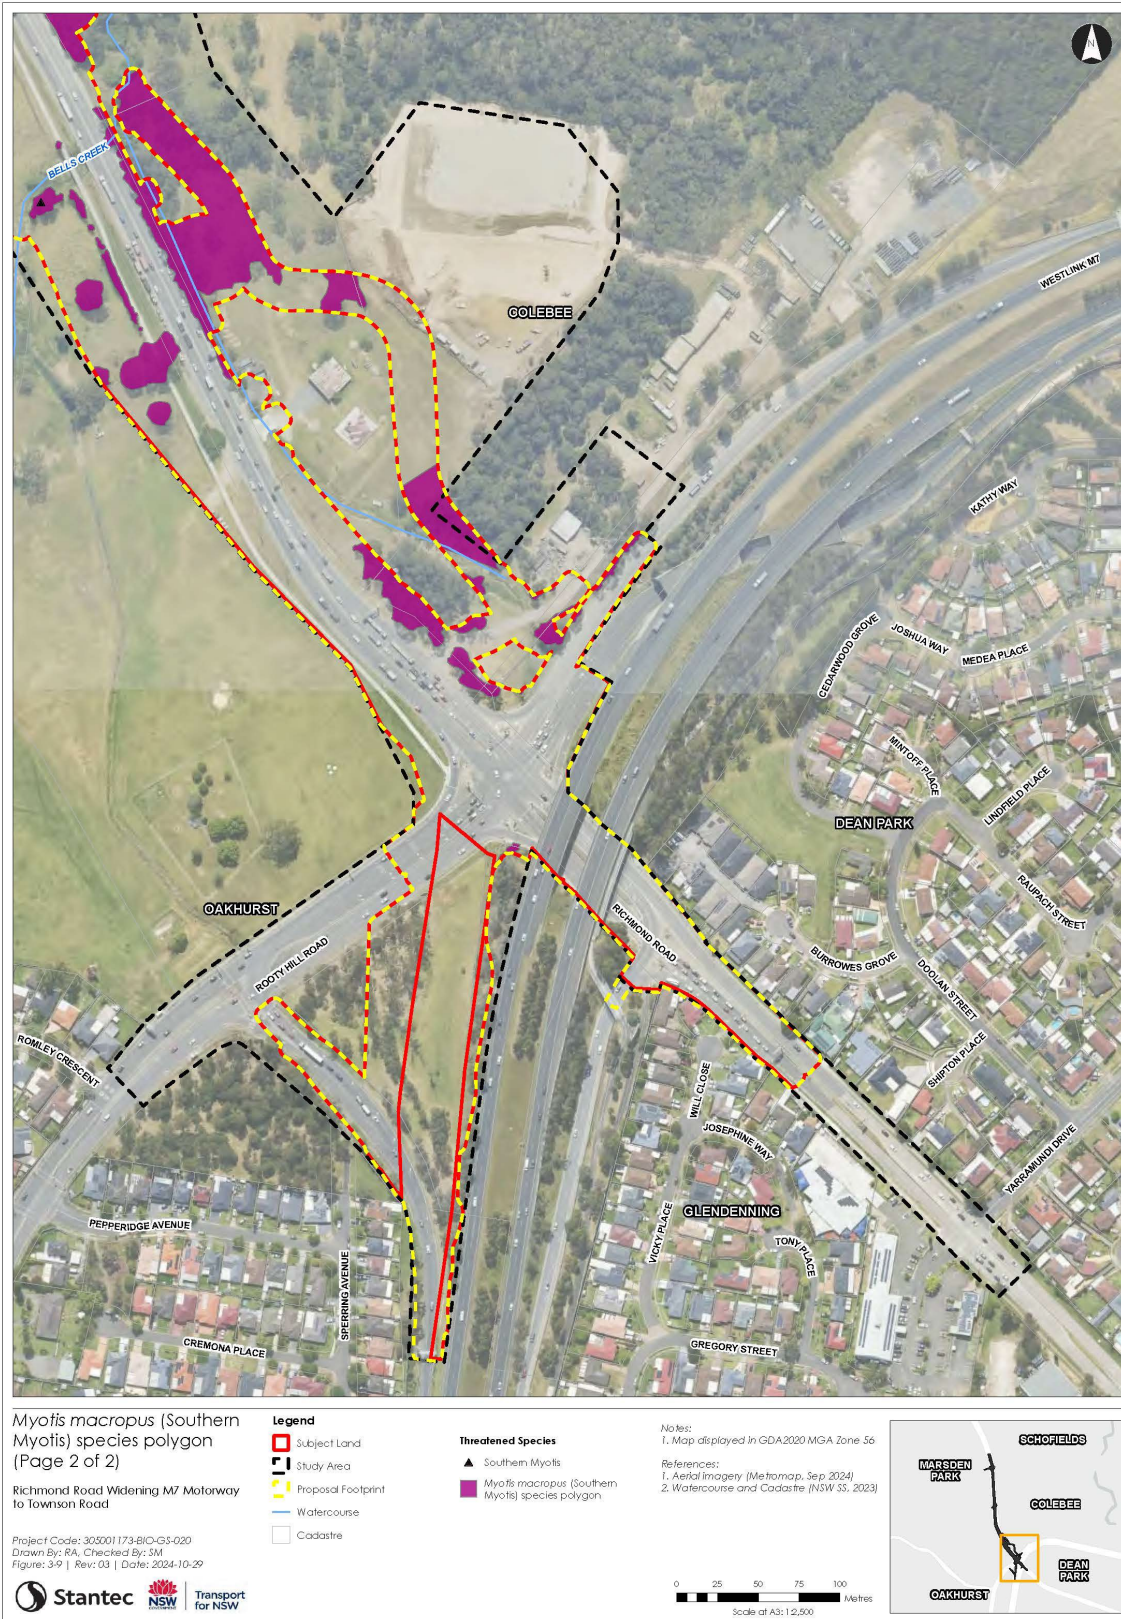 N
BELLS CREEK
COLEBEE
WESTLINK M7
KATHY WAY
CEDARWOOD GROVE
JOSHUA WAY
MEDEA PLACE
MINTOFF PLACE
LINDFIELD PLACE
DEAN PARK
RAUPACH STREET
OAKHURST
ROOTY HILL ROAD
RICHMOND ROAD
BURROWES GROVE
DOOLAN STREET
ROMLEY CRESCENT
SHIPTON PLACE
WILL CLOSE
JOSEPHINE WAY
YARRAMUNDI DRIVE
PEPPERIDGE AVENUE
VICKY PLACE
GLENDENNING
TONY PLACE
SPERRING AVENUE
CREMONA PLACE
GREGORY STREET
Myotis macropus (Southern
Myotis) species polygon
(Page 2 of 2)
Richmond Road Widening M7 Motorway
to Townson Road
Project Code: 305001173-BIO-GS-020
Drawn By: RA, Checked By: SM
Figure: 3-9 | Rev: 03 | Date: 2024-10-29
Stantec
NSW
GOVERNMENT
Transport
for NSW
Legend
Subject Land
Study Area
Proposal Footprint
Watercourse
Cadastre
Threatened Species
Southern Myotis
Myotis macropus (Southern
Myotis) species polygon
Notes:
1. Map displayed in GDA2020 MGA Zone 56
References:
1. Aerial imagery (Metromap, Sep 2024)
2. Watercourse and Cadastre (NSW SS, 2023)
0 25 50 75 100
Metres
Scale at A3: 1:2,500
SCHOFIELDS
MARSDEN
PARK
COLEBEE
DEAN
PARK
OAKHURST